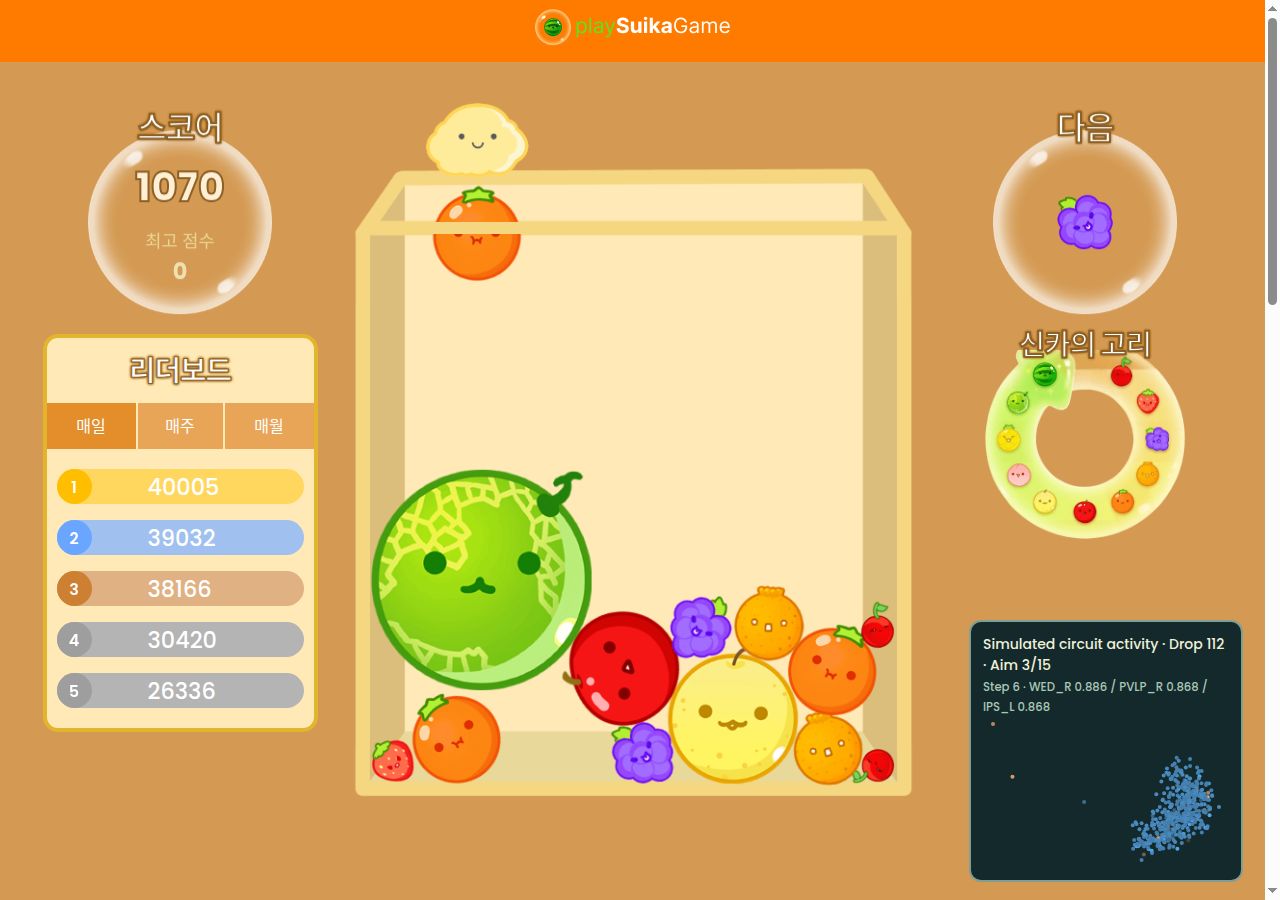 playSuikaGame
스코어
1070
최고 점수
0
다음
리더보드
매일
매주
매월
1
40005
2
39032
3
38166
4
30420
5
26336
신카의 고리
Simulated circuit activity · Drop 112
· Aim 3/15
Step 6 · WED_R 0.886 / PVLP_R 0.868 /
IPS_L 0.868